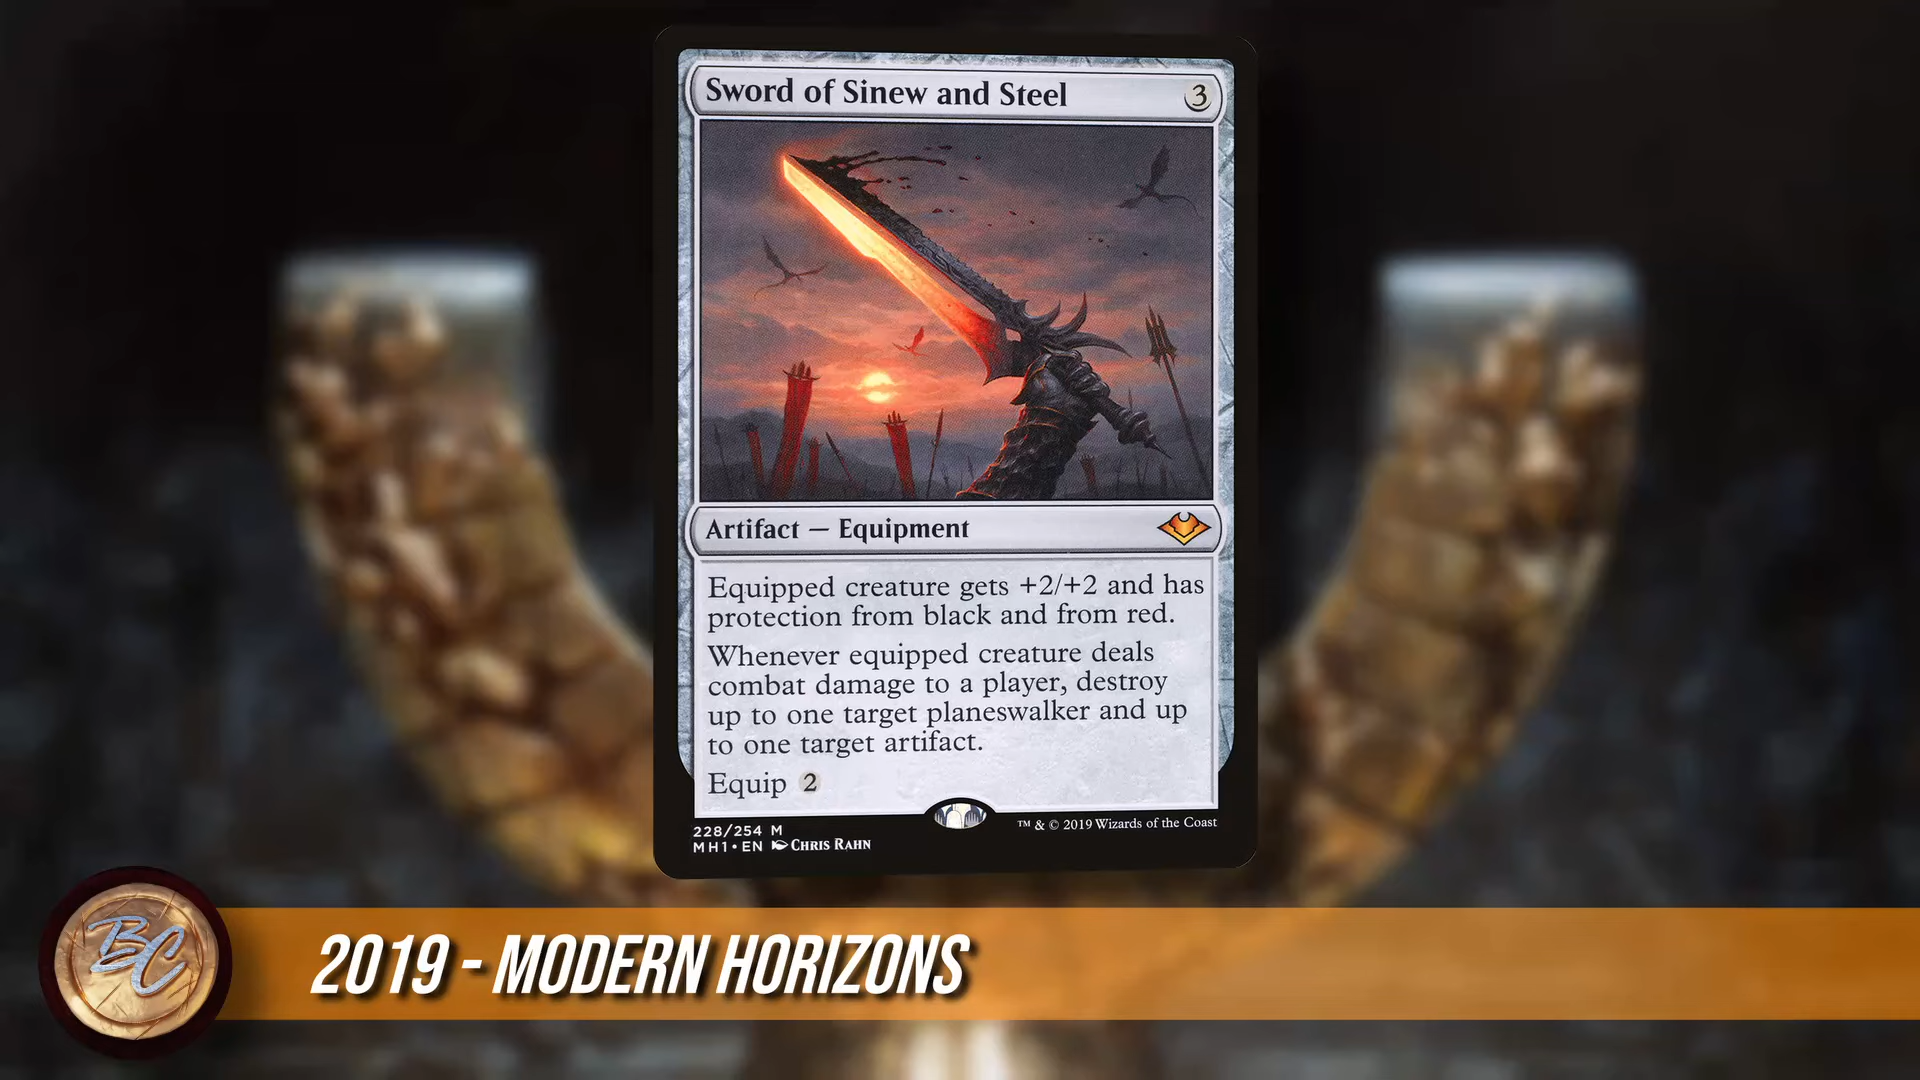 Sword of Sinew and Steel 3
Artifact — Equipment
Equipped creature gets +2/+2 and has
protection from black and from red.
Whenever equipped creature deals
combat damage to a player, destroy
up to one target planeswalker and up
to one target artifact.
Equip 2
228/254 M
MH1•EN CHRIS RAHN
™ & © 2019 Wizards of the Coast
BC
2019 - MODERN HORIZONS